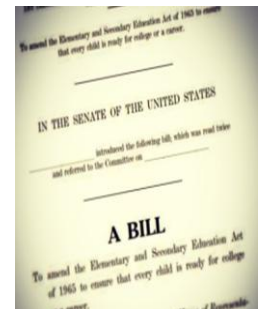 To amend the Elementary and Secondary Education Act of 1965 to ensure
that every child is ready for college or a career.
IN THE SENATE OF THE UNITED STATES
introduced the following bill; which was read twice
and referred to the Committee on
A BILL
To amend the Elementary and Secondary Education Act
of 1965 to ensure that every child is ready for college
career.